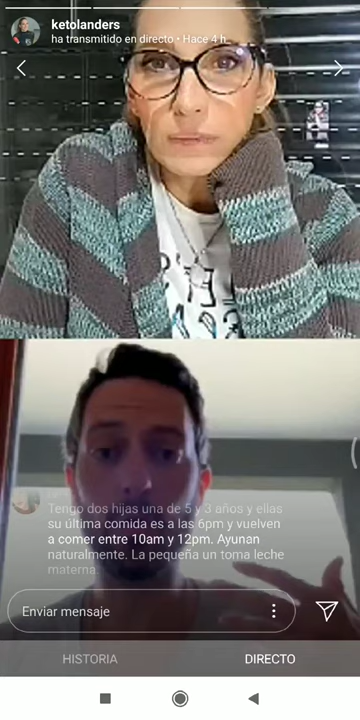 ketolanders
ha transmitido en directo • Hace 4 h
Tengo dos hijas una de 5 y 3 años y ellas
su última comida es a las 6pm y vuelven
a comer entre 10am y 12pm. Ayunan
naturalmente. La pequeña un toma leche
materna.
Enviar mensaje
HISTORIA
DIRECTO